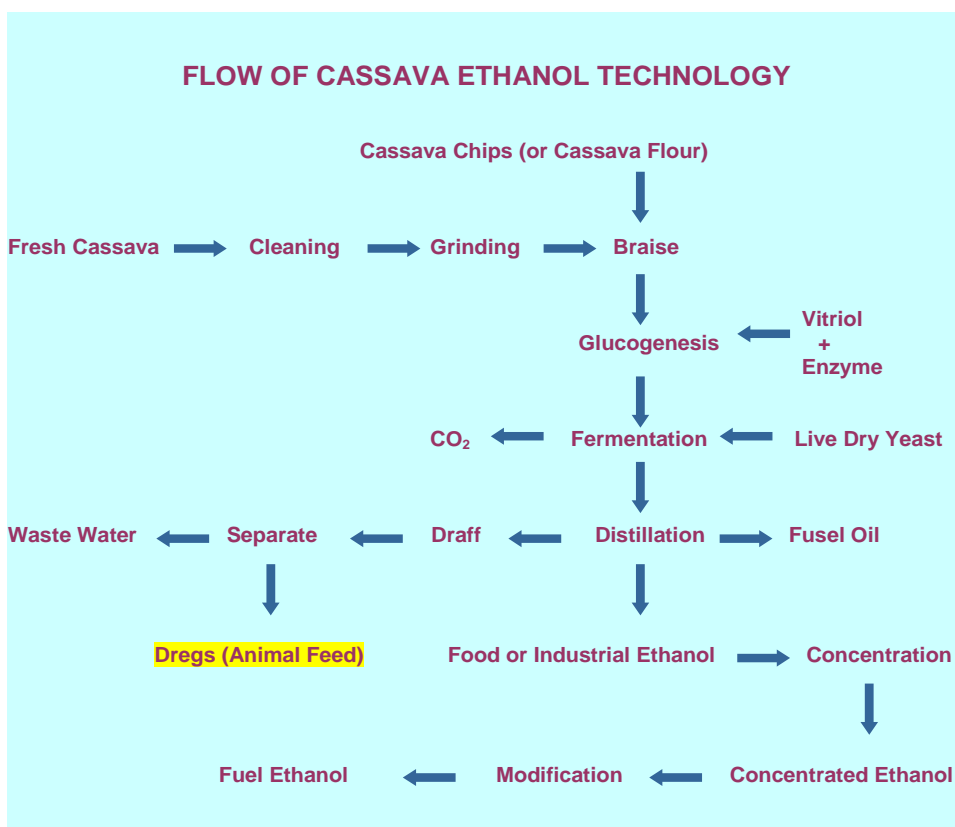 FLOW OF CASSAVA ETHANOL TECHNOLOGY
Cassava Chips (or Cassava Flour)
Fresh Cassava Cleaning Grinding Braise
Vitriol
+
Glucogenesis
Enzyme
CO₂ Fermentation Live Dry Yeast
Waste Water Separate Draff Distillation Fusel Oil
Dregs (Animal Feed) Food or Industrial Ethanol Concentration
Fuel Ethanol Modification Concentrated Ethanol